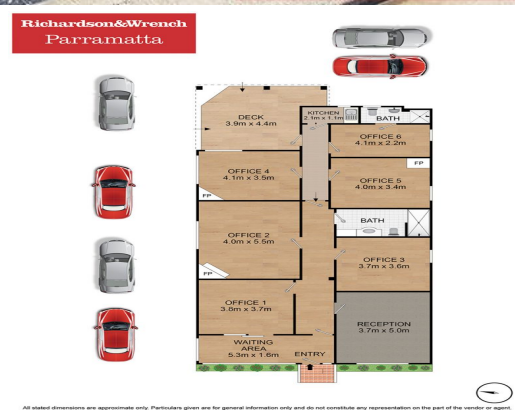 Richardson&Wrench
Parramatta
DECK
3.9m x 4.4m
KITCHEN
2.1m x 1.1m
BATH
OFFICE 6
4.1m x 2.2m
OFFICE 4
4.1m x 3.5m
FP
FP
OFFICE 5
4.0m x 3.4m
OFFICE 2
4.0m x 5.5m
FP
BATH
OFFICE 3
3.7m x 3.6m
OFFICE 1
3.8m x 3.7m
RECEPTION
3.7m x 5.0m
WAITING
AREA
5.3m x 1.6m
ENTRY
All stated dimensions are approximate only. Particulars given are for general information only and do not constitute any representation on the part of the vendor or agent.